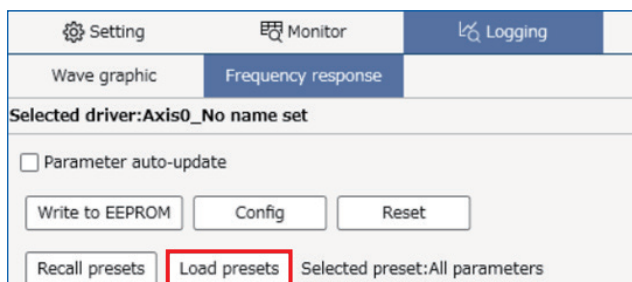 Setting Monitor Logging
Wave graphic Frequency response
Selected driver:Axis0_No name set
Parameter auto-update
Write to EEPROM Config Reset
Recall presets Load presets Selected preset:All parameters